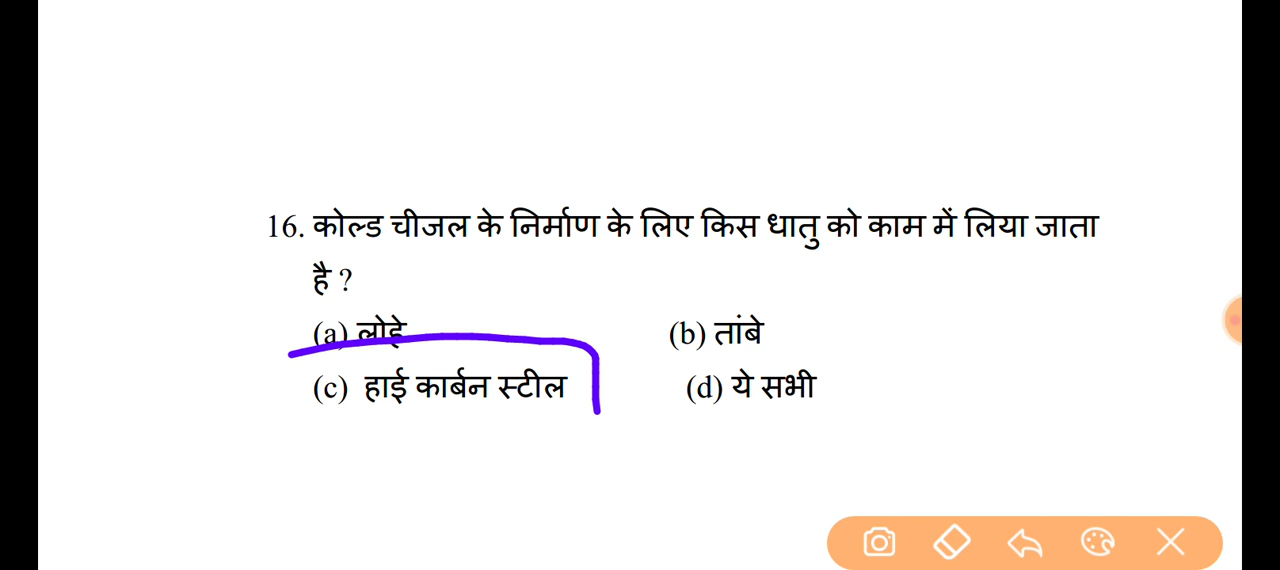 16. कोल्ड चीजल के निर्माण के लिए किस धातु को काम में लिया जाता
है ?
(a) लोहे (b) तांबे
(c) हाई कार्बन स्टील (d) ये सभी